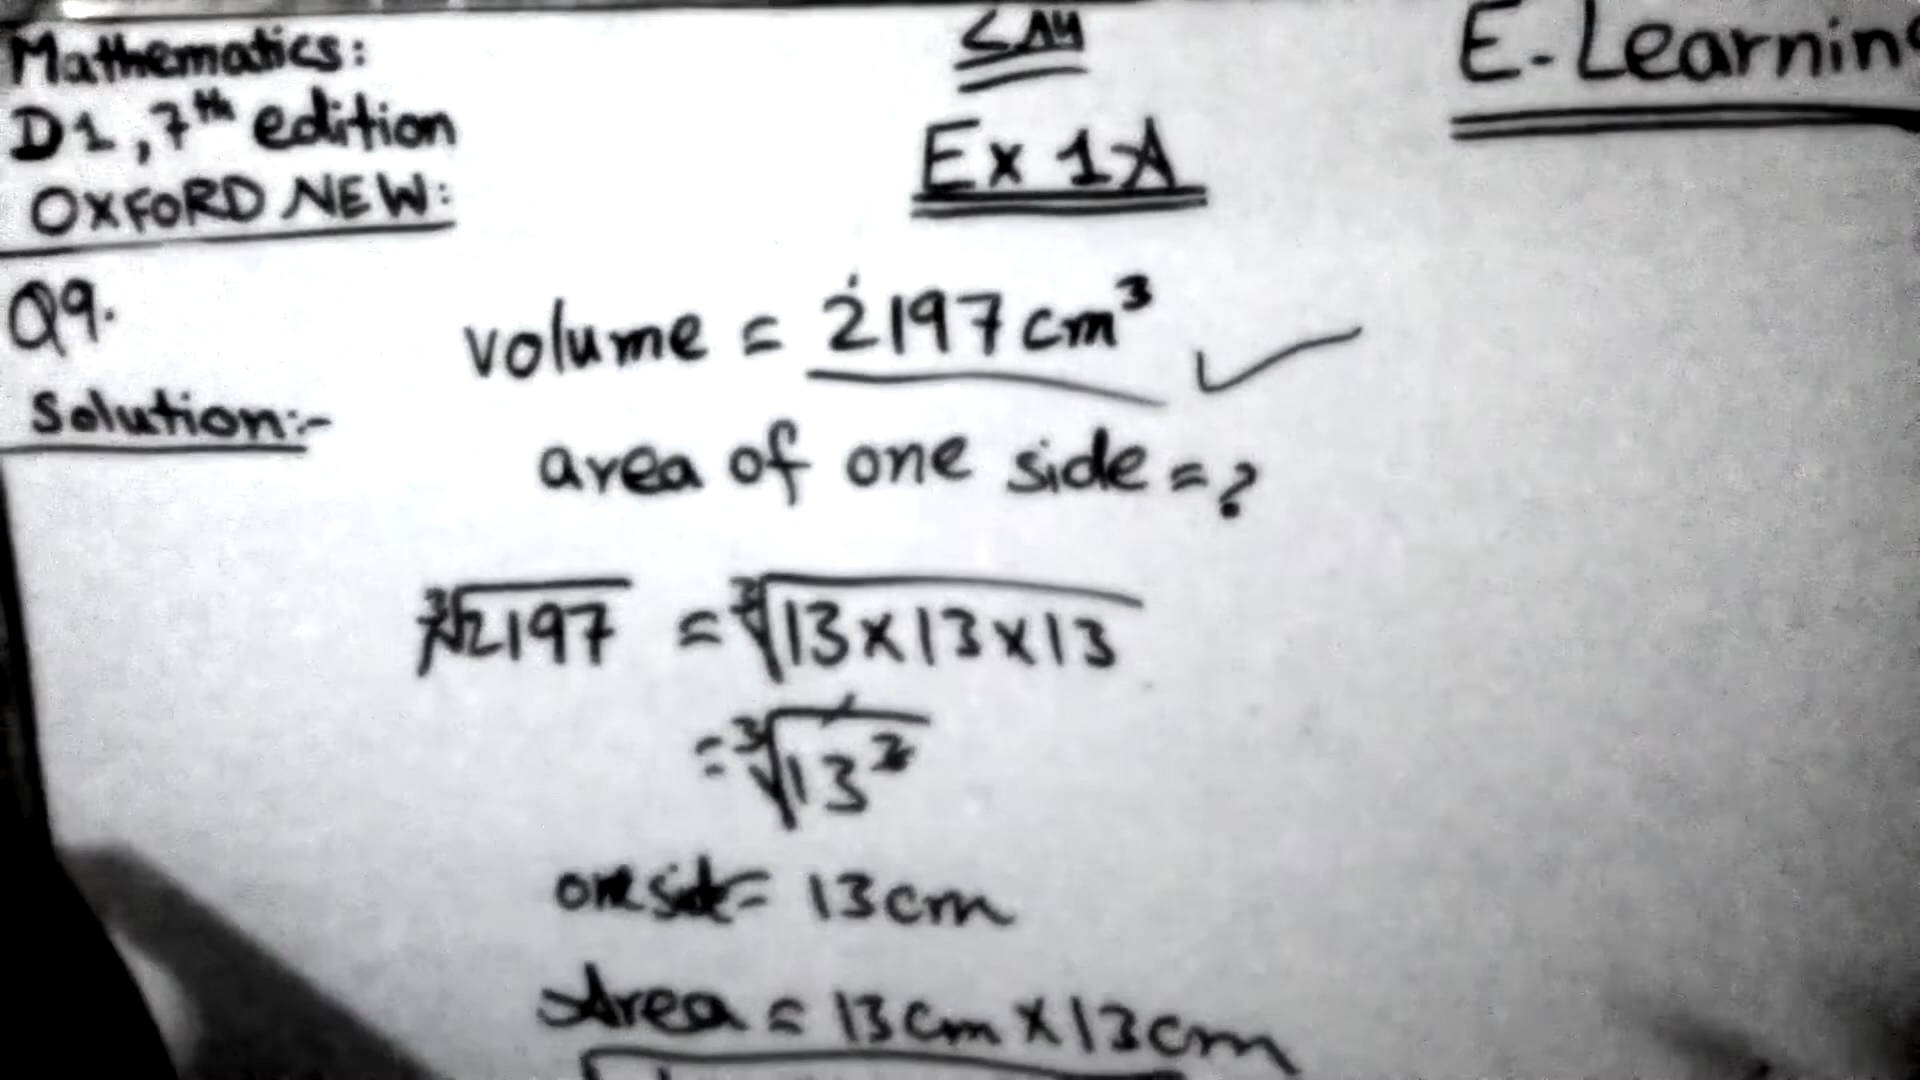 Mathematics:
D1, 7th edition
OXFORD NEW:
Ex 1A
E-Learning
Q9.
Solution:-
volume = 2197 cm³
area of one side = ?
∛2197 = ∛13×13×13
= ∛13³
one side = 13cm
Area = 13cm × 13cm